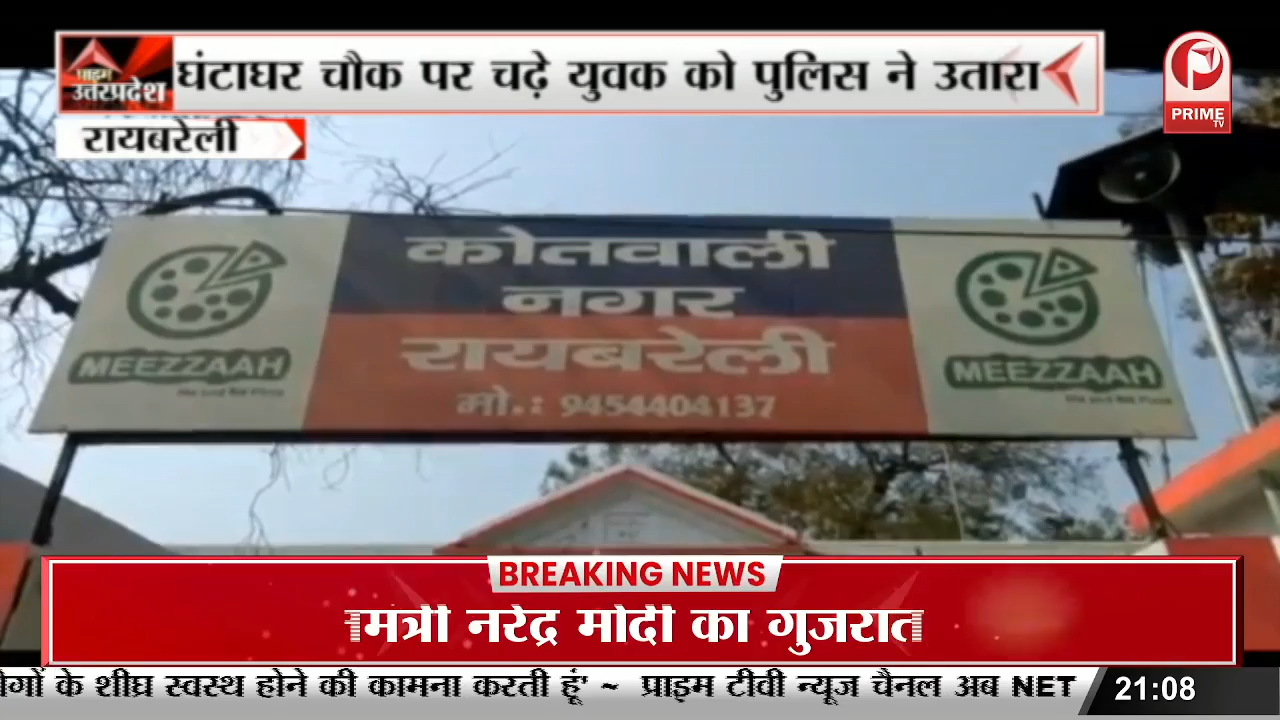 प्राइम
उत्तरप्रदेश
घंटाघर चौक पर चढ़े युवक को पुलिस ने उतारा
रायबरेली
PRIME
TV
कोतवाली
नगर
रायबरेली
मो.: 9454404137
MEEZZAAH
MEEZZAAH
BREAKING NEWS
मंत्री नरेंद्र मोदी का गुजरात
के शीघ्र स्वस्थ होने की कामना करती हूं' ~ प्राइम टीवी न्यूज चैनल अब NET
21:08